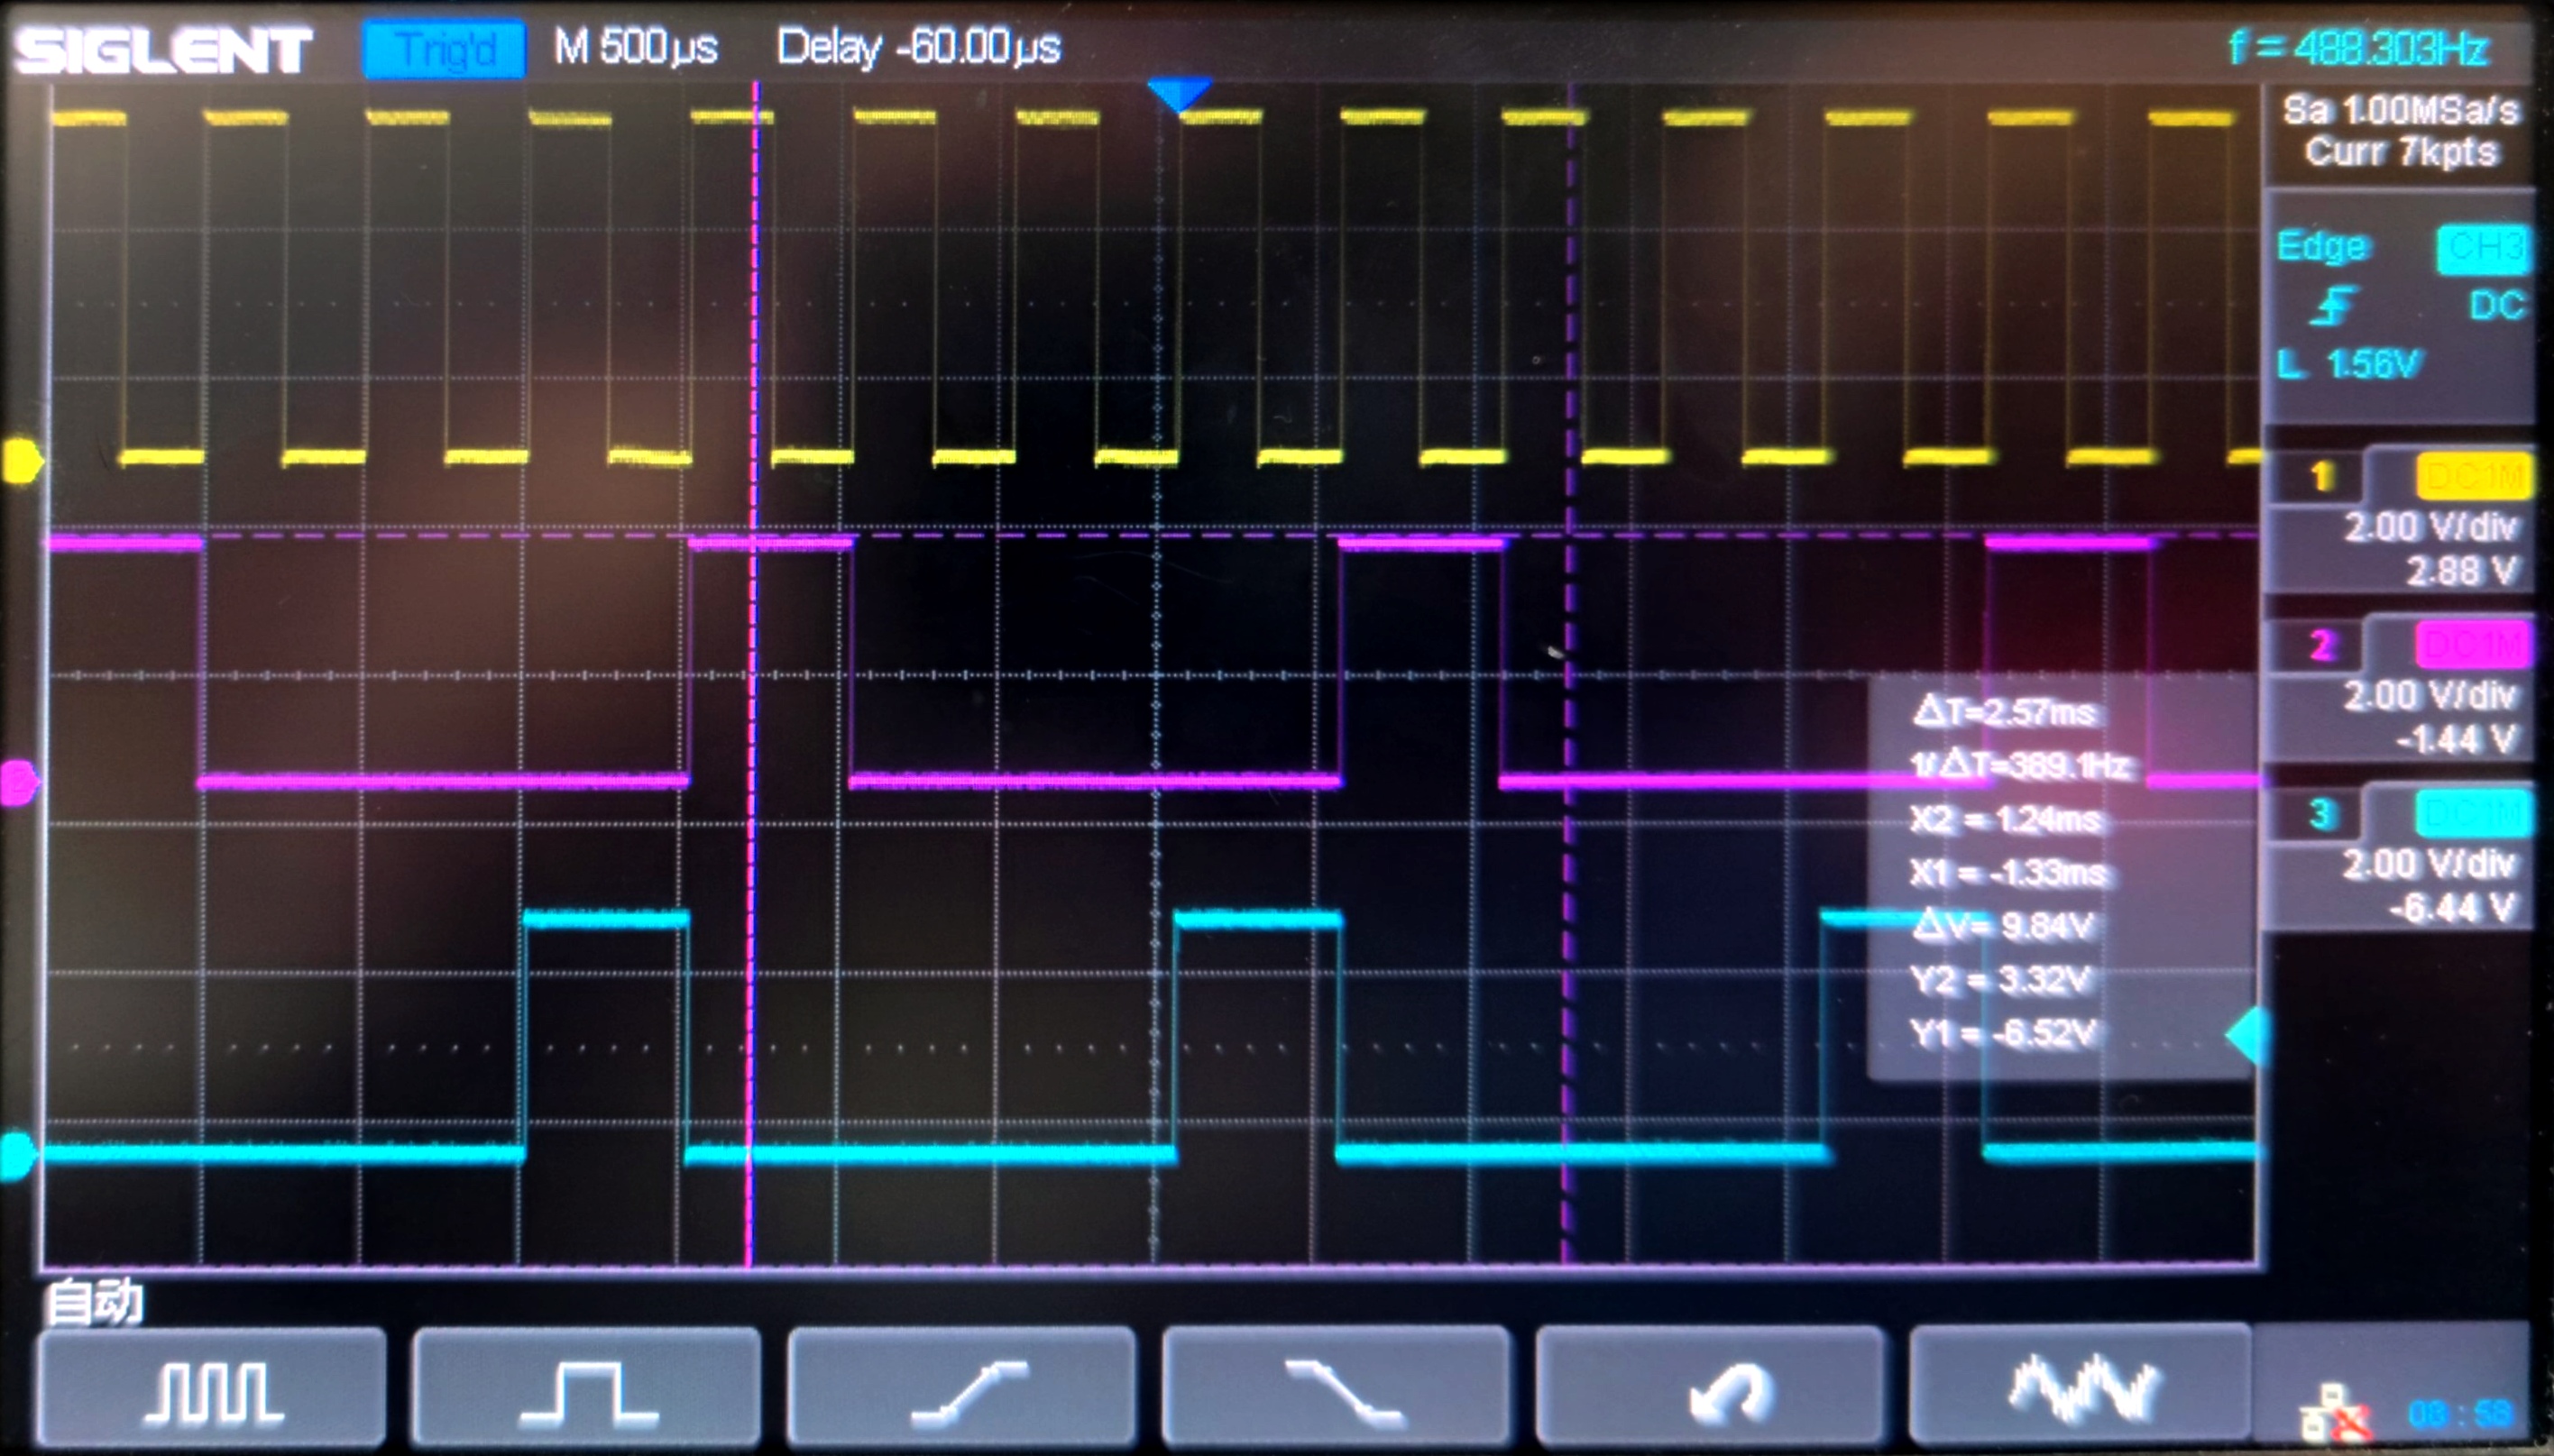 SIGLENT Trig'd M 500µs Delay -60.00µs f = 488.303Hz
Sa 1.00MSa/s
Curr 7kpts
Edge CH3
DC
L 1.56V
1 DC1M
2.00 V/div
2.88 V
2 DC1M
2.00 V/div
-1.44 V
3 DC1M
2.00 V/div
-6.44 V
2
ΔT=2.57ms
1/ΔT=389.1Hz
X2 = 1.24ms
X1 = -1.33ms
ΔV= 9.84V
Y2 = 3.32V
Y1 = -6.52V
自动
08:58